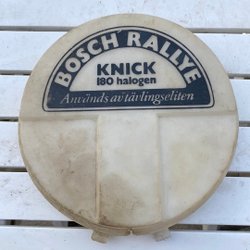 BOSCH RALLYE
KNICK
180 halogen
Används av tävlingseliten